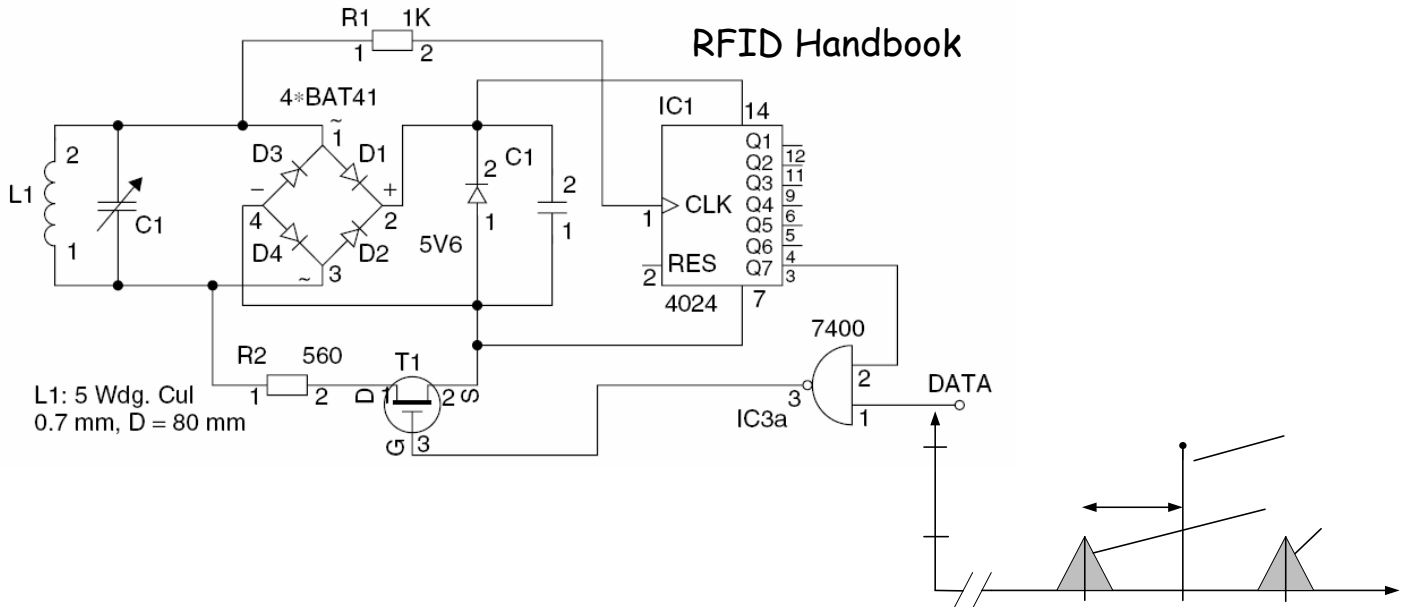 R1 1K
1 2
RFID Handbook
4*BAT41
IC1 14
~
1
2
D3 D1
2 C1
Q1
12
Q2
11
Q3
9
Q4
6
Q5
5
Q6
4
Q7
3
L1
C1
− +
4 2
2
1 CLK
1 1
D4 D2
5V6
1
~ 3
2 RES
4024 7
7400
R2 560 T1
1 2 D 1 2 S
2
DATA
3
1
IC3a
G 3
L1: 5 Wdg. Cul
0.7 mm, D = 80 mm